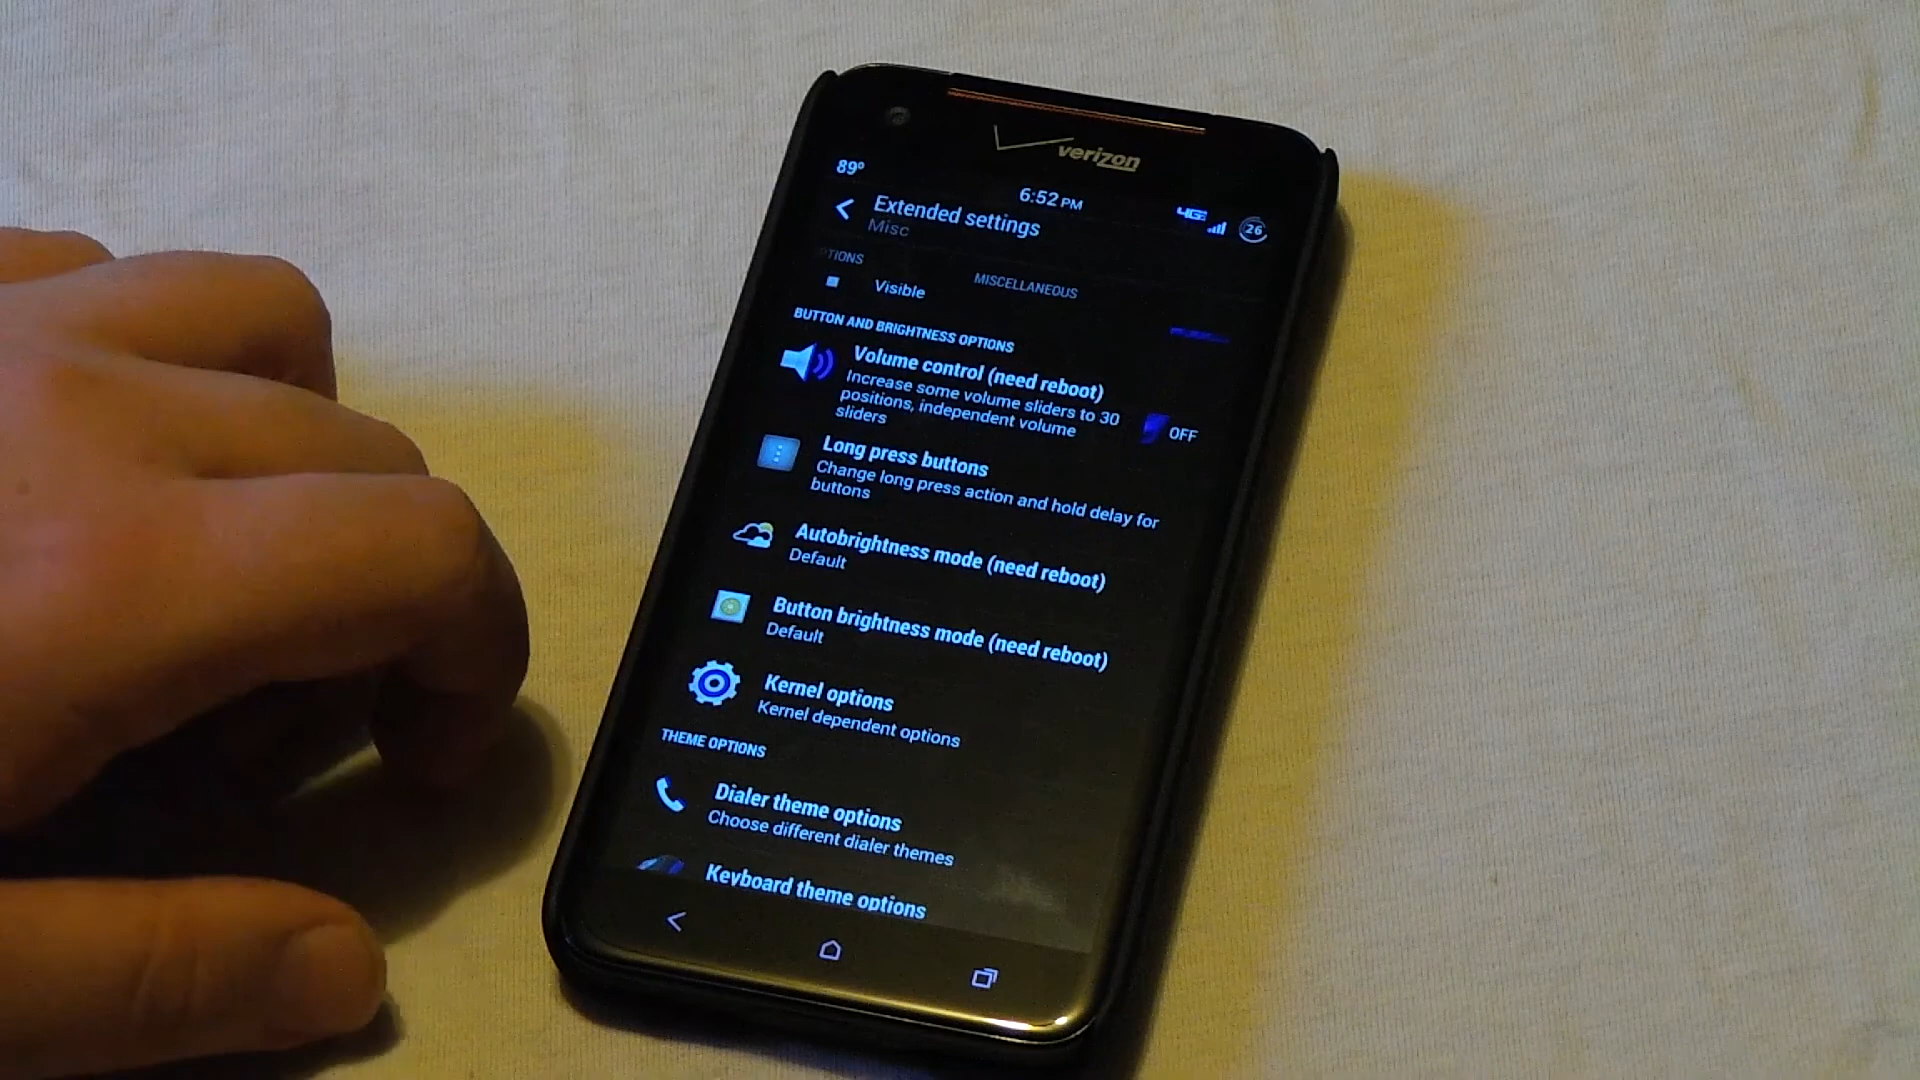 verizon
89°
6:52 PM
4G
26
Extended settings
Misc
MISCELLANEOUS
Visible
BUTTON AND BRIGHTNESS OPTIONS
Volume control (need reboot)
Increase some volume sliders to 30
positions, independent volume
sliders
OFF
Long press buttons
Change long press action and hold delay for
buttons
Autobrightness mode (need reboot)
Default
Button brightness mode (need reboot)
Default
Kernel options
Kernel dependent options
THEME OPTIONS
Dialer theme options
Choose different dialer themes
Keyboard theme options